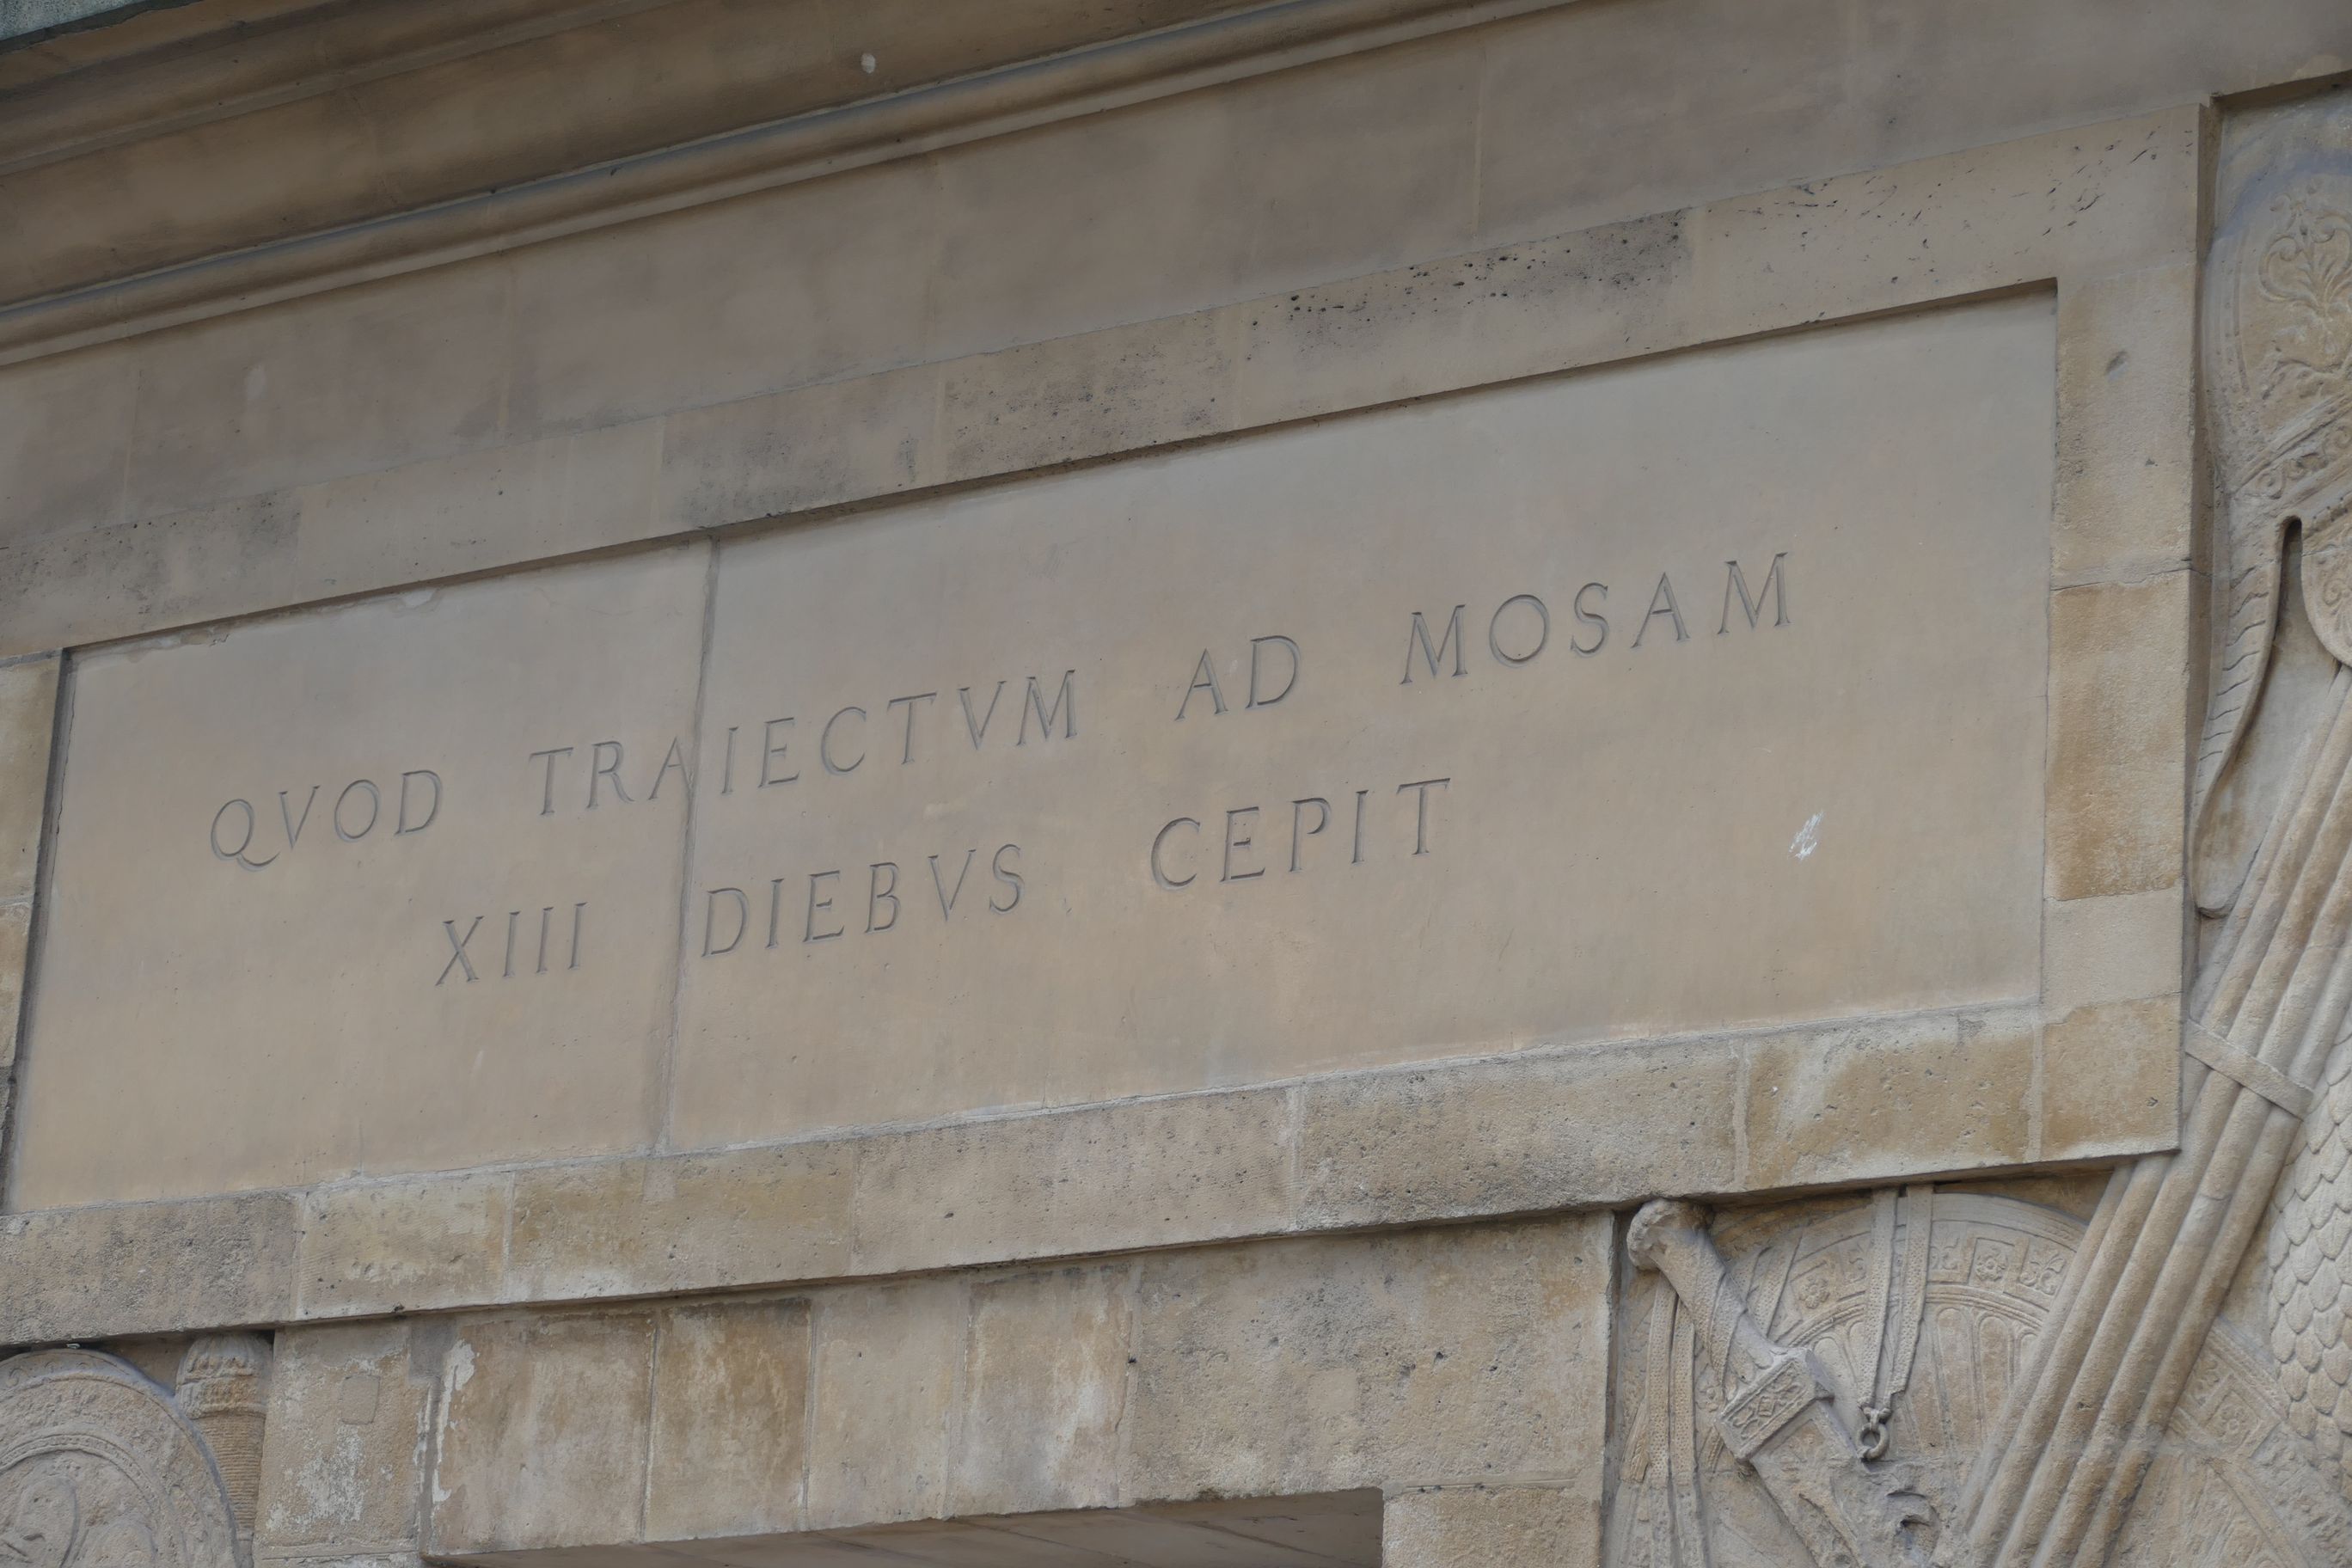 QVOD TRAIECTVM AD MOSAM
XIII DIEBVS CEPIT